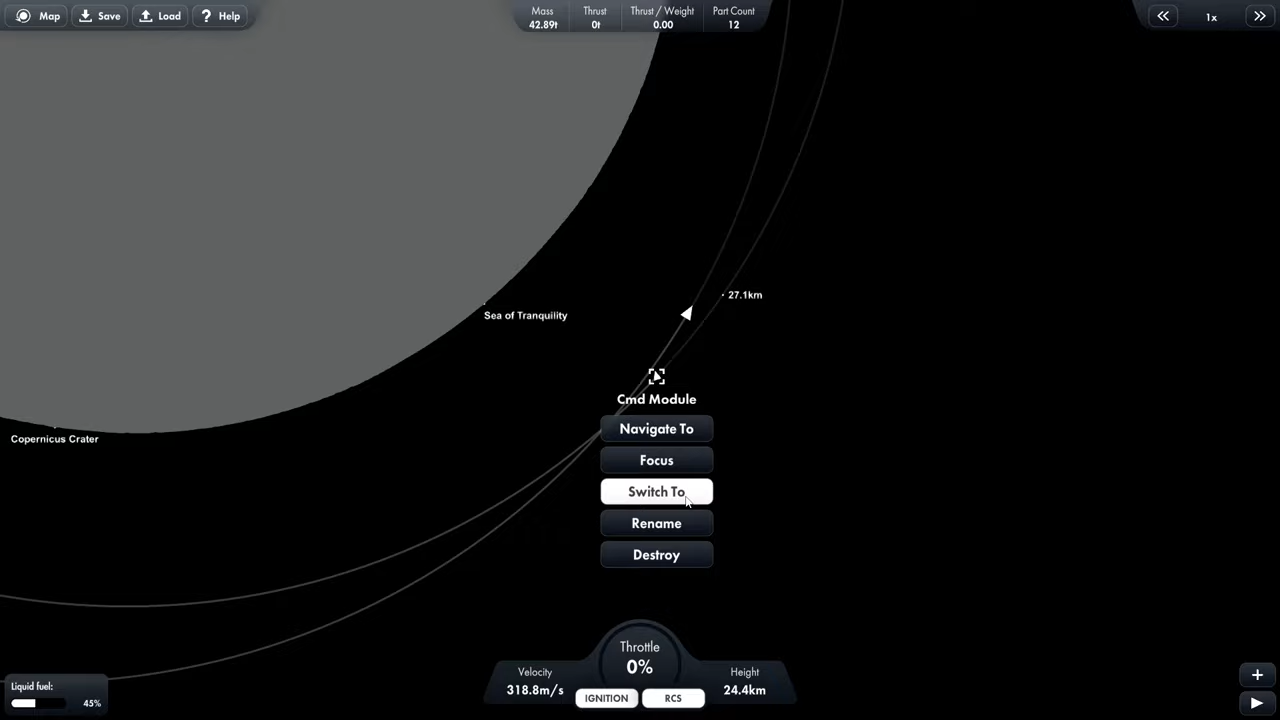 Map
Save
Load
? Help
Mass
42.89t
Thrust
0t
Thrust / Weight
0.00
Part Count
12
1x
27.1km
Sea of Tranquility
Copernicus Crater
Cmd Module
Navigate To
Focus
Switch To
Rename
Destroy
Throttle
0%
Velocity
318.8m/s
Height
24.4km
IGNITION
RCS
Liquid fuel:
45%